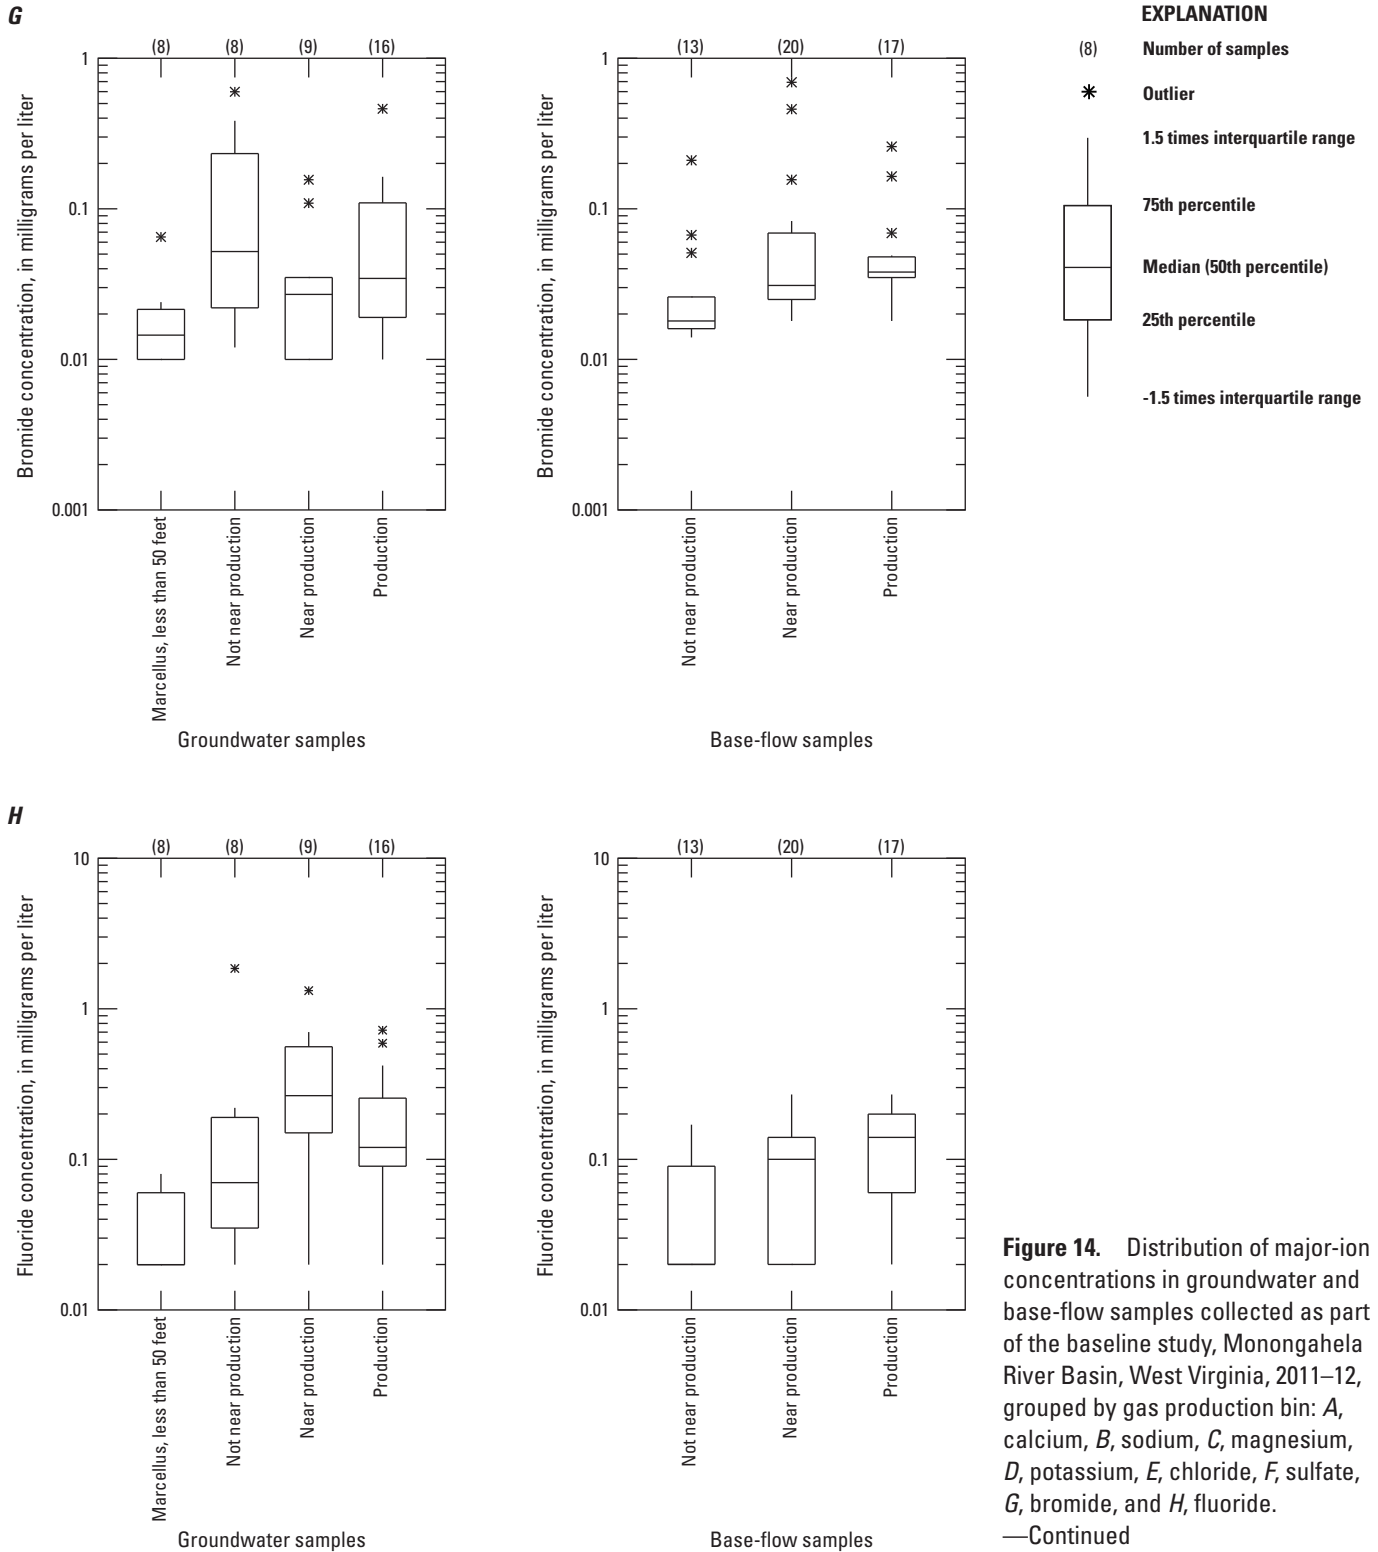 G
(8) (8) (9) (16)
1
0.1
0.01
0.001
Bromide concentration, in milligrams per liter
Marcellus, less than 50 feet
Not near production
Near production
Production
Groundwater samples
(13) (20) (17)
1
0.1
0.01
0.001
Bromide concentration, in milligrams per liter
Not near production
Near production
Production
Base-flow samples
EXPLANATION
(8) Number of samples
Outlier
1.5 times interquartile range
75th percentile
Median (50th percentile)
25th percentile
-1.5 times interquartile range
H
(8) (8) (9) (16)
10
1
0.1
0.01
Fluoride concentration, in milligrams per liter
Marcellus, less than 50 feet
Not near production
Near production
Production
Groundwater samples
(13) (20) (17)
10
1
0.1
0.01
Fluoride concentration, in milligrams per liter
Not near production
Near production
Production
Base-flow samples
Figure 14. Distribution of major-ion
concentrations in groundwater and
base-flow samples collected as part
of the baseline study, Monongahela
River Basin, West Virginia, 2011–12,
grouped by gas production bin: A,
calcium, B, sodium, C, magnesium,
D, potassium, E, chloride, F, sulfate,
G, bromide, and H, fluoride.
—Continued